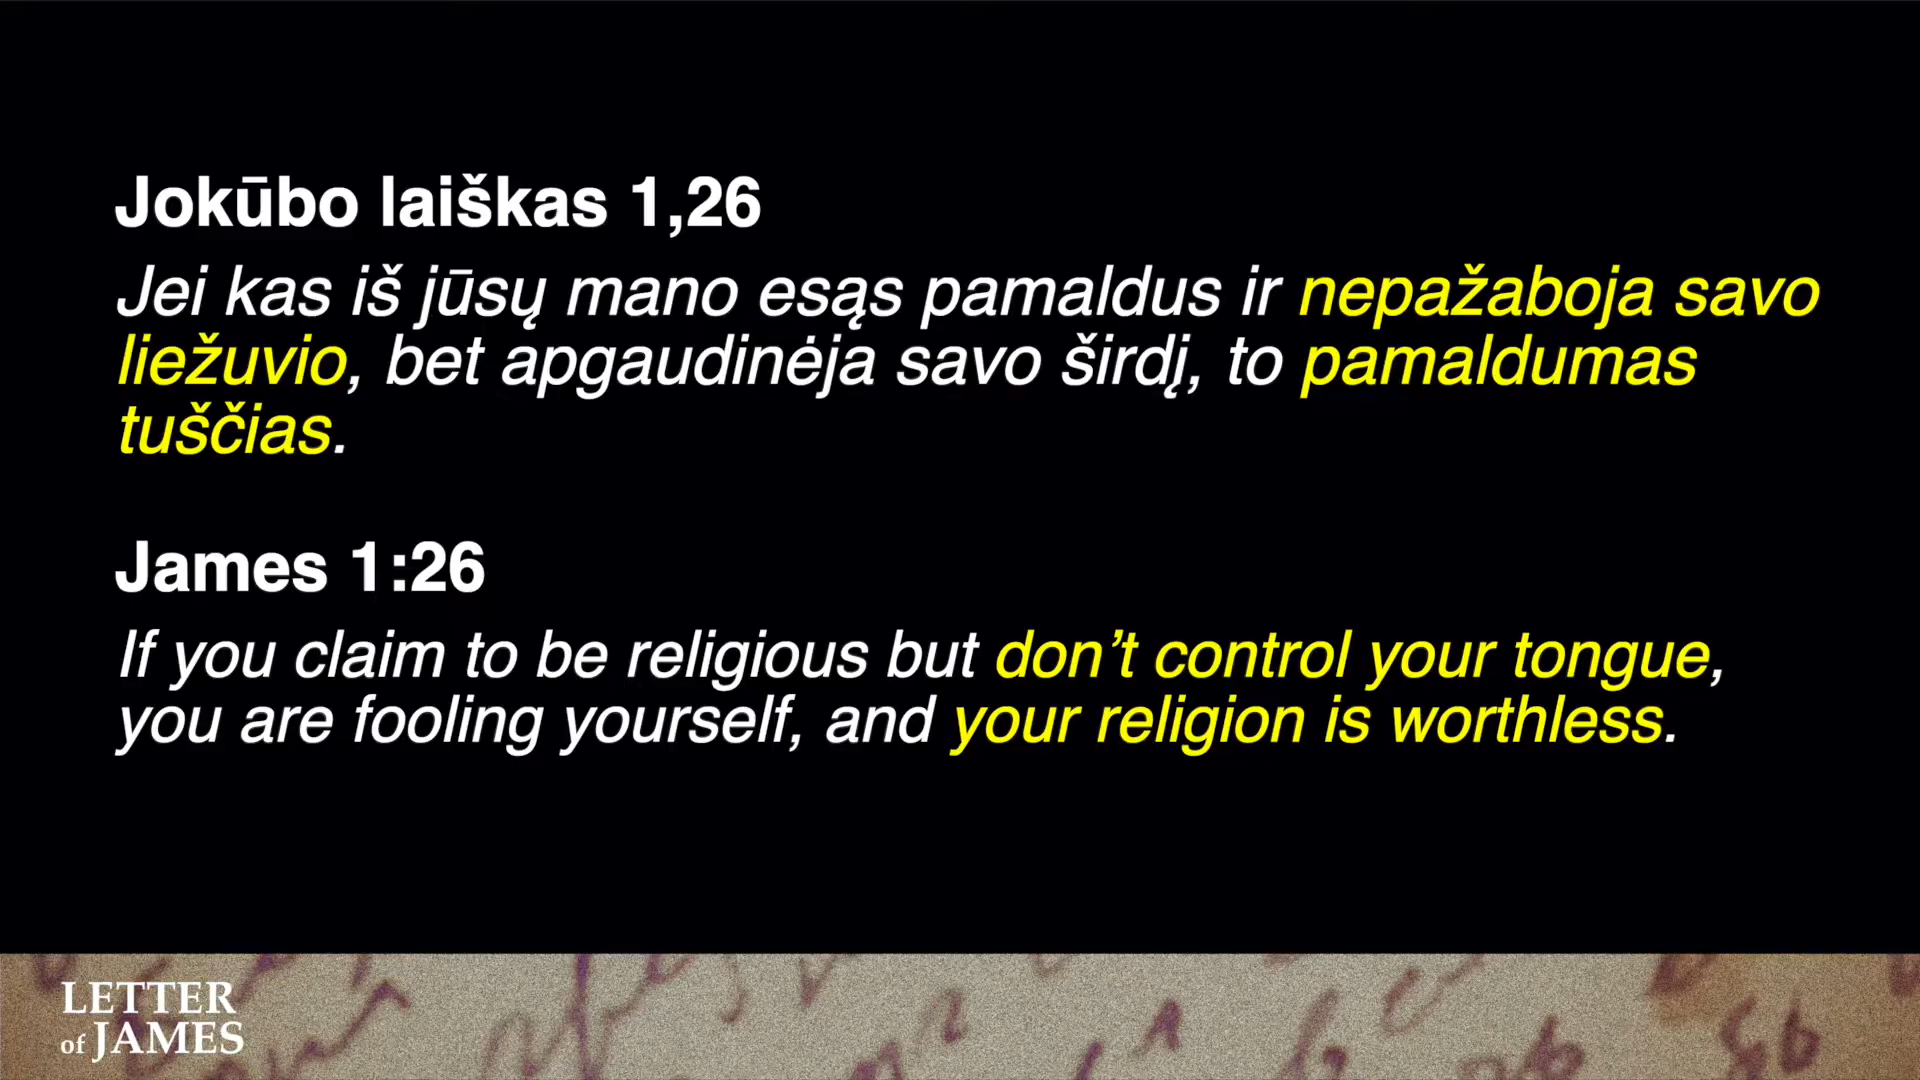 Jokūbo laiškas 1,26
Jei kas iš jūsų mano esąs pamaldus ir nepažaboja savo
liežuvio, bet apgaudinėja savo širdį, to pamaldumas
tuščias.
James 1:26
If you claim to be religious but don’t control your tongue,
you are fooling yourself, and your religion is worthless.
LETTER
of JAMES